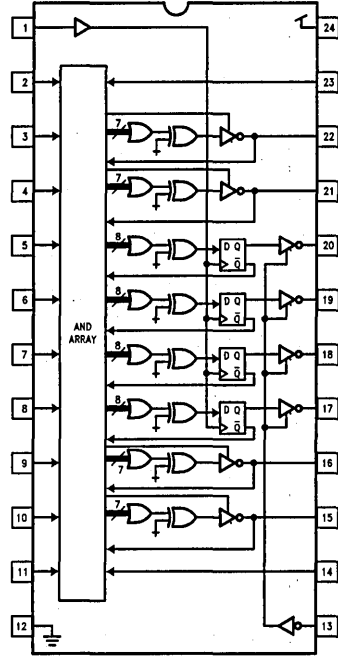 1 24
2 23
3 7 22
4 7 21
5 8 D Q Q̅ 20
6 8 D Q Q̅ 19
AND
ARRAY
7 8 D Q Q̅ 18
8 8 D Q Q̅ 17
9 7 16
10 7 15
11 14
12 13